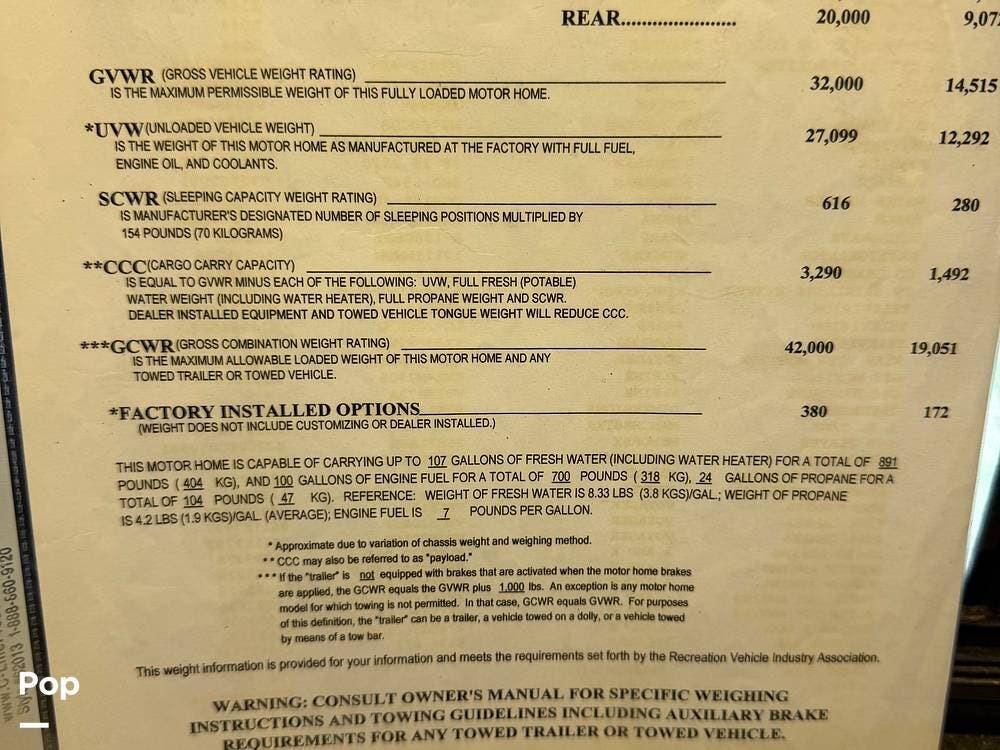 REAR....................... 20,000 9,07
GVWR (GROSS VEHICLE WEIGHT RATING) 32,000 14,515
IS THE MAXIMUM PERMISSIBLE WEIGHT OF THIS FULLY LOADED MOTOR HOME.
*UVW(UNLOADED VEHICLE WEIGHT) 27,099 12,292
IS THE WEIGHT OF THIS MOTOR HOME AS MANUFACTURED AT THE FACTORY WITH FULL FUEL,
ENGINE OIL, AND COOLANTS.
SCWR (SLEEPING CAPACITY WEIGHT RATING) 616 280
IS MANUFACTURER'S DESIGNATED NUMBER OF SLEEPING POSITIONS MULTIPLIED BY
154 POUNDS (70 KILOGRAMS)
**CCC(CARGO CARRY CAPACITY) 3,290 1,492
IS EQUAL TO GVWR MINUS EACH OF THE FOLLOWING: UVW, FULL FRESH (POTABLE)
WATER WEIGHT (INCLUDING WATER HEATER), FULL PROPANE WEIGHT AND SCWR.
DEALER INSTALLED EQUIPMENT AND TOWED VEHICLE TONGUE WEIGHT WILL REDUCE CCC.
***GCWR(GROSS COMBINATION WEIGHT RATING) 42,000 19,051
IS THE MAXIMUM ALLOWABLE LOADED WEIGHT OF THIS MOTOR HOME AND ANY
TOWED TRAILER OR TOWED VEHICLE.
*FACTORY INSTALLED OPTIONS 380 172
(WEIGHT DOES NOT INCLUDE CUSTOMIZING OR DEALER INSTALLED.)
THIS MOTOR HOME IS CAPABLE OF CARRYING UP TO 107 GALLONS OF FRESH WATER (INCLUDING WATER HEATER) FOR A TOTAL OF 891
POUNDS ( 404 KG), AND 100 GALLONS OF ENGINE FUEL FOR A TOTAL OF 700 POUNDS ( 318 KG), 24 GALLONS OF PROPANE FOR A
TOTAL OF 104 POUNDS ( 47 KG). REFERENCE: WEIGHT OF FRESH WATER IS 8.33 LBS (3.8 KGS)/GAL.; WEIGHT OF PROPANE
IS 4.2 LBS (1.9 KGS)/GAL. (AVERAGE); ENGINE FUEL IS 7 POUNDS PER GALLON.
* Approximate due to variation of chassis weight and weighing method.
** CCC may also be referred to as "payload."
*** If the "trailer" is not equipped with brakes that are activated when the motor home brakes
are applied, the GCWR equals the GVWR plus 1,000 lbs. An exception is any motor home
model for which towing is not permitted. In that case, GCWR equals GVWR. For purposes
of this definition, the "trailer" can be a trailer, a vehicle towed on a dolly, or a vehicle towed
by means of a tow bar.
This weight information is provided for your information and meets the requirements set forth by the Recreation Vehicle Industry Association.
WARNING: CONSULT OWNER'S MANUAL FOR SPECIFIC WEIGHING
INSTRUCTIONS AND TOWING GUIDELINES INCLUDING AUXILIARY BRAKE
REQUIREMENTS FOR ANY TOWED TRAILER OR TOWED VEHICLE.
1-888-660-9120
Pop